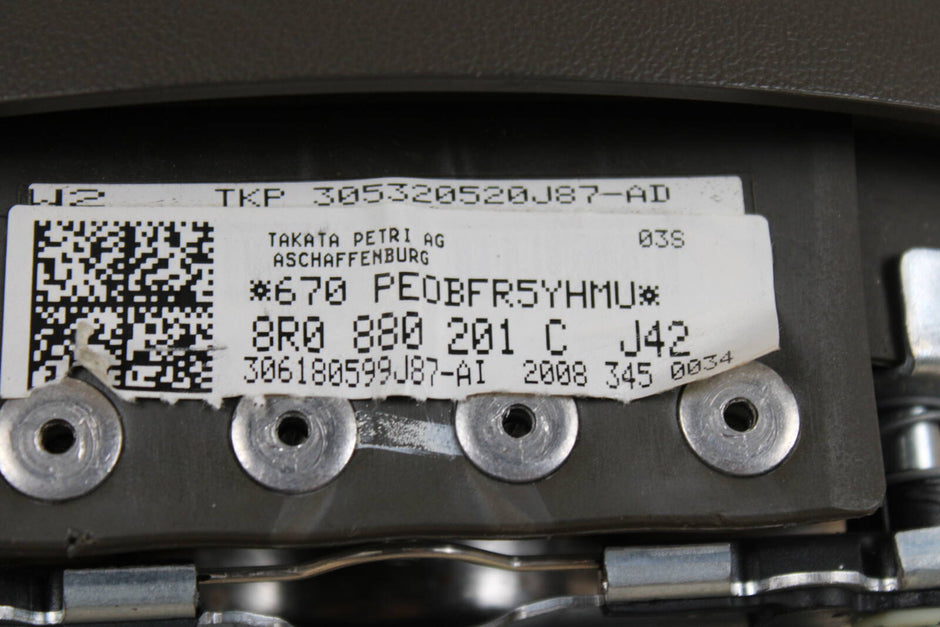 W2 TKP 305320520J87-AD
TAKATA PETRI AG 03S
ASCHAFFENBURG
*670 PEOBFR5YHMU*
8R0 880 201 C J42
306180599J87-AI 2008 345 0034